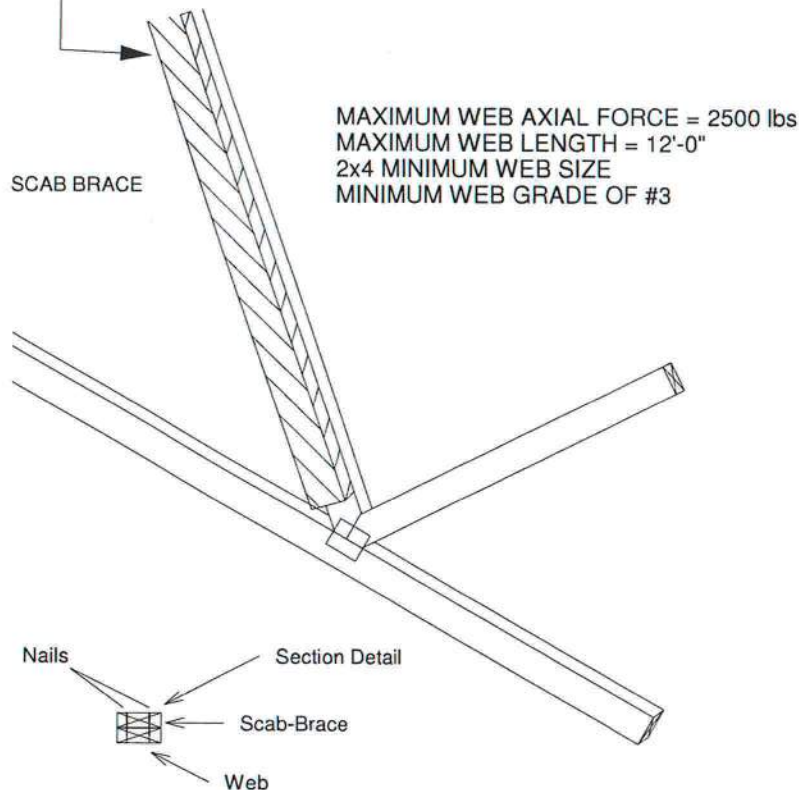 MAXIMUM WEB AXIAL FORCE = 2500 lbs
MAXIMUM WEB LENGTH = 12'-0"
2x4 MINIMUM WEB SIZE
MINIMUM WEB GRADE OF #3
SCAB BRACE
Nails
Section Detail
Scab-Brace
Web